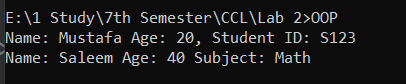 E:\1 Study\7th Semester\CCL\Lab 2>OOP
Name: Mustafa Age: 20, Student ID: S123
Name: Saleem Age: 40 Subject: Math